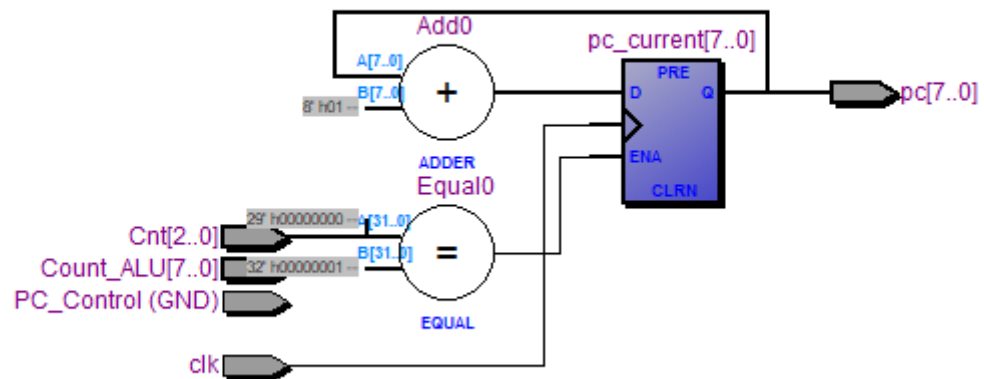 Add0
pc_current[7..0]
A[7..0]
PRE
B[7..0]
+
D
Q
pc[7..0]
8' h01 --
ENA
ADDER
CLRN
Equal0
29' h00000000 --
A[31..0]
Cnt[2..0]
B[31..0]
=
Count_ALU[7..0]
32' h00000001 --
PC_Control (GND)
EQUAL
clk